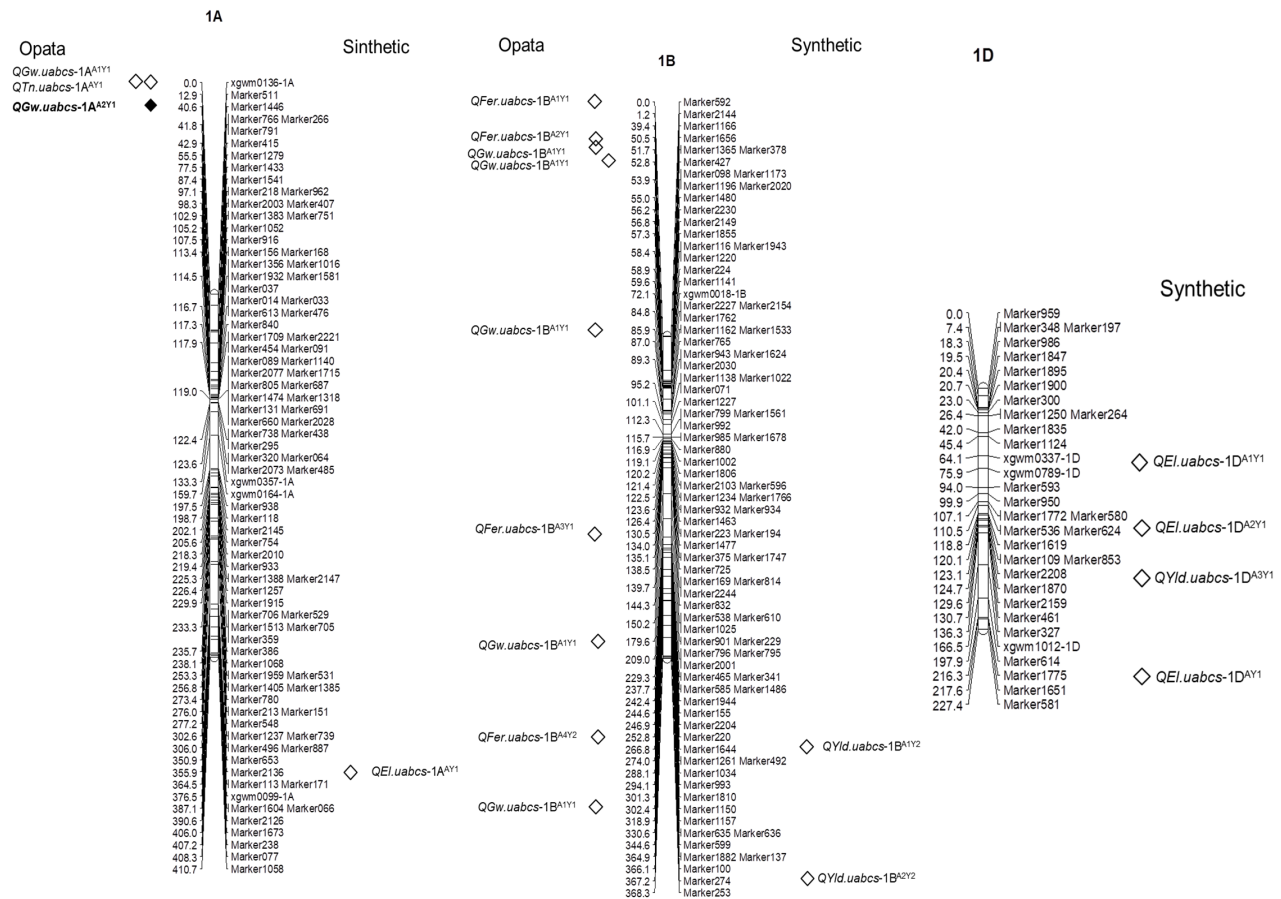 1A
Opata
Sinthetic
QGw.uabcs-1A^A1Y1
QTn.uabcs-1A^AY1
QGw.uabcs-1A^A2Y1
0.0 xgwm0136-1A
12.9 Marker511
40.6 Marker1446
Marker766 Marker266
41.8 Marker791
42.9 Marker415
55.5 Marker1279
77.5 Marker1433
87.4 Marker1541
97.1 Marker218 Marker962
98.3 Marker2003 Marker407
102.9 Marker1383 Marker751
105.2 Marker1052
107.5 Marker916
113.4 Marker156 Marker168
Marker1356 Marker1016
114.5 Marker1932 Marker1581
Marker037
Marker014 Marker033
116.7 Marker613 Marker476
117.3 Marker840
Marker1709 Marker2221
117.9 Marker454 Marker091
Marker089 Marker1140
Marker2077 Marker1715
Marker805 Marker687
119.0 Marker1474 Marker1318
Marker131 Marker691
Marker660 Marker2028
Marker738 Marker438
122.4 Marker295
Marker320 Marker064
123.6 Marker2073 Marker485
133.3 xgwm0357-1A
159.7 xgwm0164-1A
197.5 Marker938
198.7 Marker118
202.1 Marker2145
205.6 Marker754
218.3 Marker2010
219.4 Marker933
225.3 Marker1388 Marker2147
226.4 Marker1257
229.9 Marker1915
Marker706 Marker529
233.3 Marker1513 Marker705
Marker359
235.7 Marker386
238.1 Marker1068
253.3 Marker1959 Marker531
256.8 Marker1405 Marker1385
273.4 Marker780
276.0 Marker213 Marker151
277.2 Marker548
302.6 Marker1237 Marker739
306.0 Marker496 Marker887
350.9 Marker653
355.9 Marker2136
QEl.uabcs-1A^AY1
364.5 Marker113 Marker171
376.5 xgwm0099-1A
387.1 Marker1604 Marker066
390.6 Marker2126
406.0 Marker1673
407.2 Marker238
408.3 Marker077
410.7 Marker1058
Opata
1B
Synthetic
QFer.uabcs-1B^A1Y1
QFer.uabcs-1B^A2Y1
QGw.uabcs-1B^A1Y1
QGw.uabcs-1B^A1Y1
QGw.uabcs-1B^A1Y1
QFer.uabcs-1B^A3Y1
QGw.uabcs-1B^A1Y1
QFer.uabcs-1B^A4Y2
QGw.uabcs-1B^A1Y1
0.0 Marker592
1.2 Marker2144
39.4 Marker1166
50.5 Marker1656
51.7 Marker1365 Marker378
52.8 Marker427
Marker098 Marker1173
53.9 Marker1196 Marker2020
55.0 Marker1480
56.2 Marker2230
56.8 Marker2149
57.3 Marker1855
Marker116 Marker1943
58.4 Marker1220
58.9 Marker224
59.6 Marker1141
72.1 xgwm0018-1B
Marker2227 Marker2154
84.8 Marker1762
85.9 Marker1162 Marker1533
87.0 Marker765
Marker943 Marker1624
89.3 Marker2030
Marker1138 Marker1022
95.2 Marker071
101.1 Marker1227
Marker799 Marker1561
112.3 Marker992
115.7 Marker985 Marker1678
116.9 Marker880
119.1 Marker1002
120.2 Marker1806
121.4 Marker2103 Marker596
122.5 Marker1234 Marker1766
123.6 Marker932 Marker934
126.4 Marker1463
130.5 Marker223 Marker194
134.0 Marker1477
135.1 Marker375 Marker1747
138.5 Marker725
Marker169 Marker814
139.7 Marker2244
144.3 Marker832
Marker538 Marker610
150.2 Marker1025
179.6 Marker901 Marker229
Marker796 Marker795
209.0 Marker2001
229.3 Marker465 Marker341
237.7 Marker585 Marker1486
242.4 Marker1944
244.6 Marker155
246.9 Marker2204
252.8 Marker220
266.8 Marker1644
274.0 Marker1261 Marker492
288.1 Marker1034
294.1 Marker993
301.3 Marker1810
302.4 Marker1150
318.9 Marker1157
330.6 Marker635 Marker636
344.6 Marker599
364.9 Marker1882 Marker137
366.1 Marker100
367.2 Marker274
368.3 Marker253
QYld.uabcs-1B^A1Y2
QYld.uabcs-1B^A2Y2
1D
Synthetic
0.0 Marker959
7.4 Marker348 Marker197
18.3 Marker986
19.5 Marker1847
20.4 Marker1895
20.7 Marker1900
23.0 Marker300
26.4 Marker1250 Marker264
42.0 Marker1835
45.4 Marker1124
64.1 xgwm0337-1D
75.9 xgwm0789-1D
94.0 Marker593
99.9 Marker950
107.1 Marker1772 Marker580
110.5 Marker536 Marker624
118.8 Marker1619
120.1 Marker109 Marker853
123.1 Marker2208
124.7 Marker1870
129.6 Marker2159
130.7 Marker461
136.3 Marker327
166.5 xgwm1012-1D
197.9 Marker614
216.3 Marker1775
217.6 Marker1651
227.4 Marker581
QEl.uabcs-1D^A1Y1
QEl.uabcs-1D^A2Y1
QYld.uabcs-1D^A3Y1
QEl.uabcs-1D^AY1